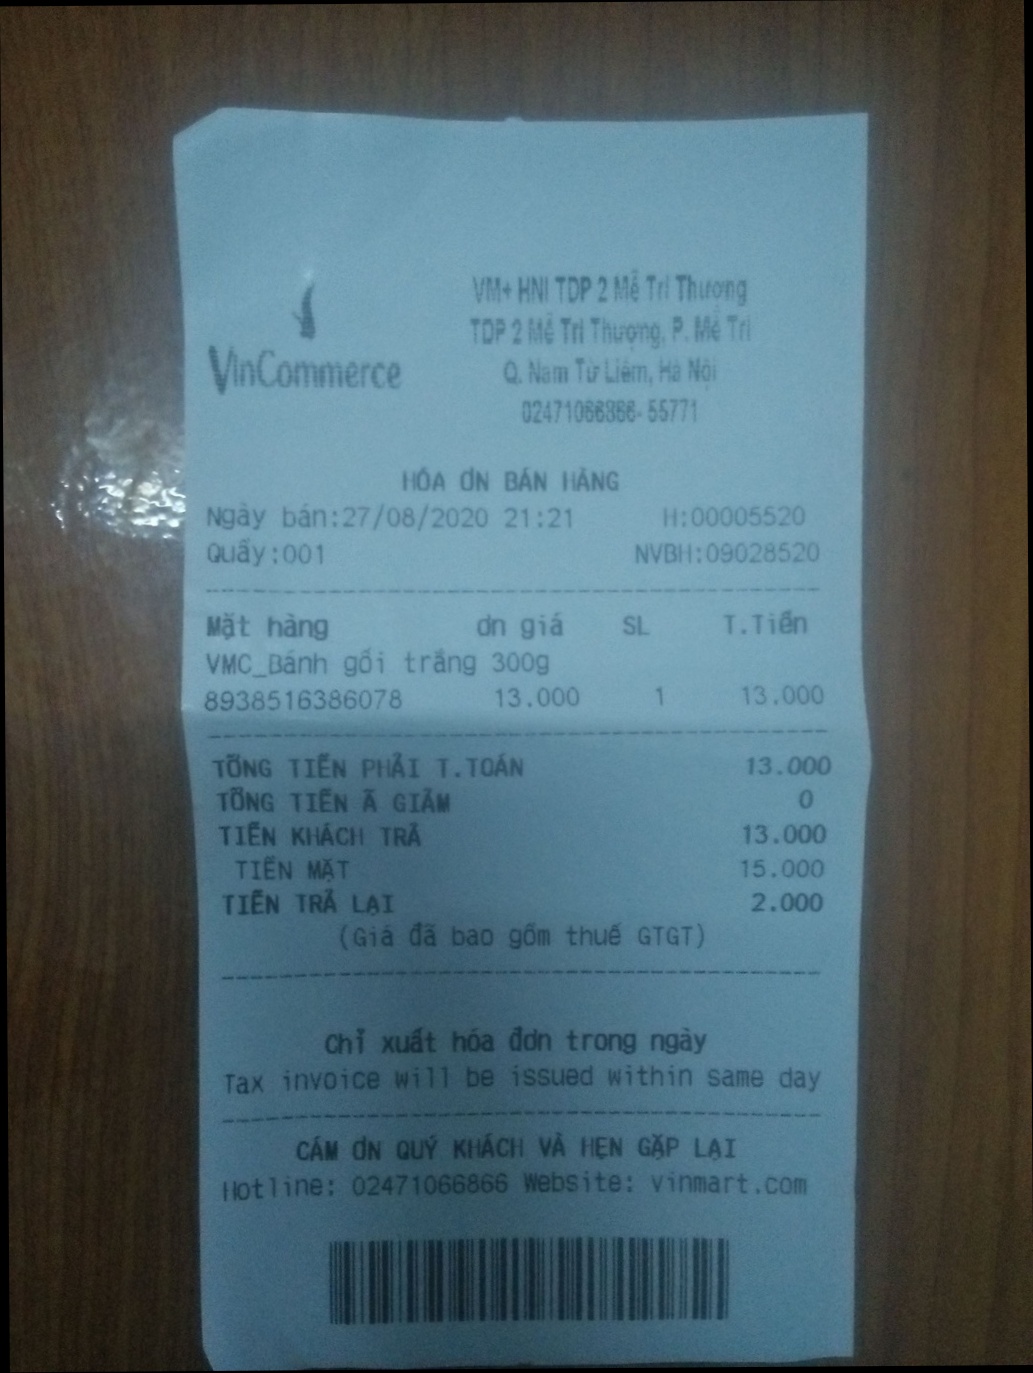 VinCommerce
VM+ HNI TDP 2 Mễ Trì Thượng
TDP 2 Mễ Trì Thượng, P. Mễ Trì
Q. Nam Từ Liêm, Hà Nội
02471066866- 55771
HÓA ƠN BÁN HÀNG
Ngày bán:27/08/2020 21:21 H:00005520
Quầy:001 NVBH:09028520
Mặt hàng ơn giá SL T.Tiền
VMC_Bánh gối trắng 300g
8938516386078 13.000 1 13.000
TỔNG TIỀN PHẢI T.TOÁN 13.000
TỔNG TIỀN Ã GIẢM 0
TIỀN KHÁCH TRẢ 13.000
TIỀN MẶT 15.000
TIỀN TRẢ LẠI 2.000
(Giá đã bao gồm thuế GTGT)
Chỉ xuất hóa đơn trong ngày
Tax invoice will be issued within same day
CẢM ƠN QUÝ KHÁCH VÀ HẸN GẶP LẠI
Hotline: 02471066866 Website: vinmart.com